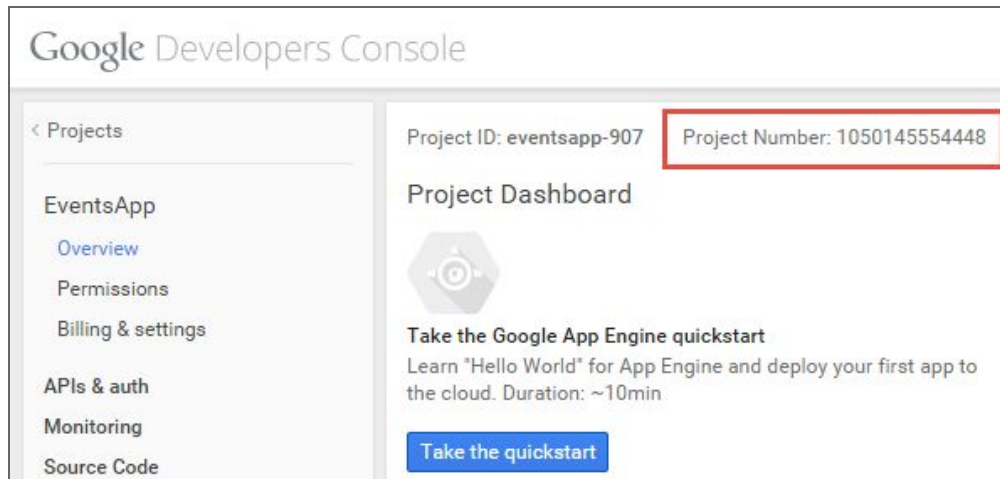 Google Developers Console
< Projects
EventsApp
Overview
Permissions
Billing & settings
APIs & auth
Monitoring
Source Code
Project ID: eventsapp-907 Project Number: 1050145554448
Project Dashboard
Take the Google App Engine quickstart
Learn "Hello World" for App Engine and deploy your first app to
the cloud. Duration: ~10min
Take the quickstart